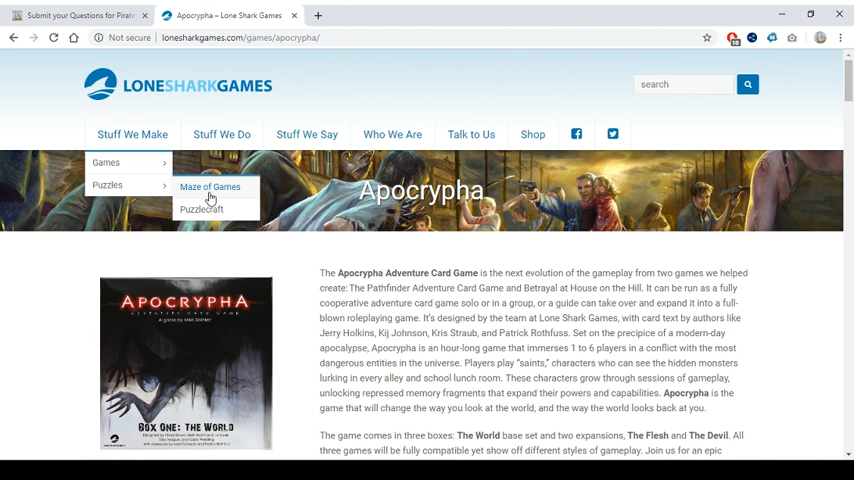 Submit your Questions for Pirate
Apocrypha – Lone Shark Games
Not secure | lonesharkgames.com/games/apocrypha/
10
LONESHARKGAMES
search
Stuff We Make
Stuff We Do
Stuff We Say
Who We Are
Talk to Us
Shop
Games
Puzzles
Maze of Games
Puzzlecraft
Apocrypha
APOCRYPHA
ADVENTURE CARD GAME
A game by Mike Selinker
BOX ONE: THE WORLD
The Apocrypha Adventure Card Game is the next evolution of the gameplay from two games we helped
create: The Pathfinder Adventure Card Game and Betrayal at House on the Hill. It can be run as a fully
cooperative adventure card game solo or in a group, or a guide can take over and expand it into a full-
blown roleplaying game. It's designed by the team at Lone Shark Games, with card text by authors like
Jerry Holkins, Kij Johnson, Kris Straub, and Patrick Rothfuss. Set on the precipice of a modern-day
apocalypse, Apocrypha is an hour-long game that immerses 1 to 6 players in a conflict with the most
dangerous entities in the universe. Players play "saints," characters who can see the hidden monsters
lurking in every alley and school lunch room. These characters grow through sessions of gameplay,
unlocking repressed memory fragments that expand their powers and capabilities. Apocrypha is the
game that will change the way you look at the world, and the way the world looks back at you.
The game comes in three boxes: The World base set and two expansions, The Flesh and The Devil. All
three games will be fully compatible yet show off different styles of gameplay. Join us for an epic